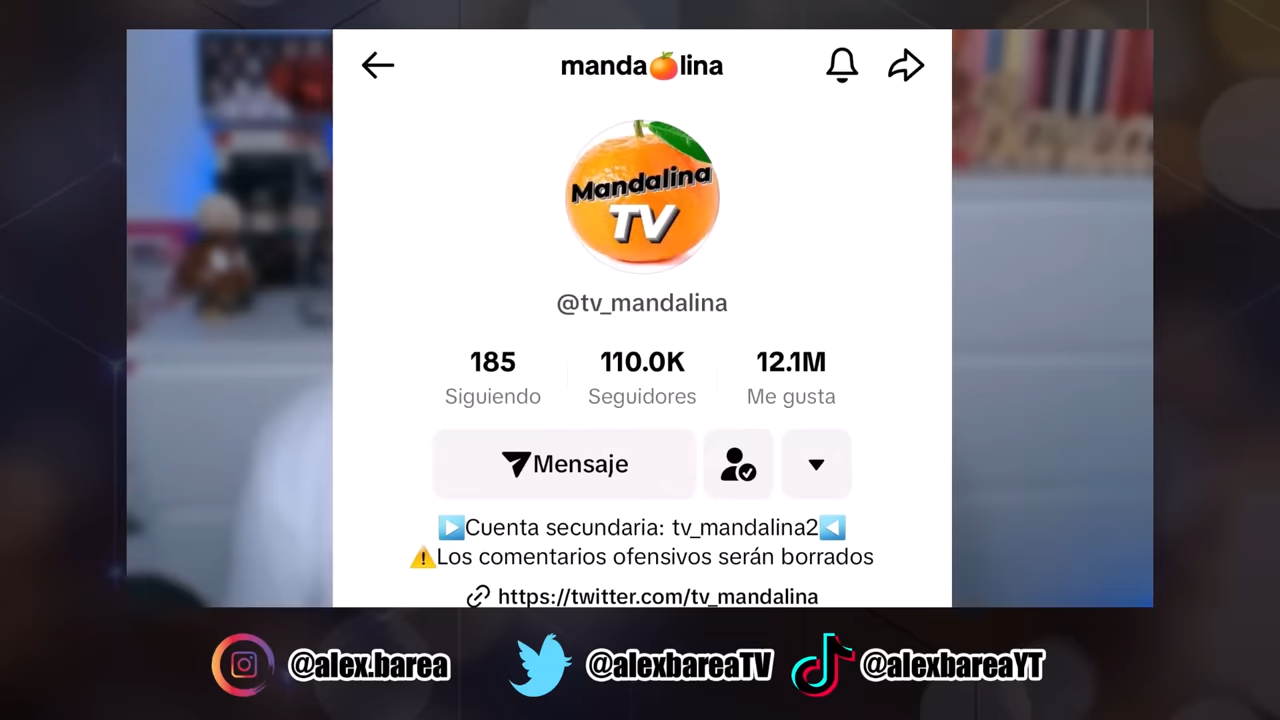 manda🍊lina
Mandalina
TV
@tv_mandalina
185 110.0K 12.1M
Siguiendo Seguidores Me gusta
Mensaje
▶️Cuenta secundaria: tv_mandalina2◀️
⚠️Los comentarios ofensivos serán borrados
https://twitter.com/tv_mandalina
@alex.barea @alexbareaTV @alexbareaYT